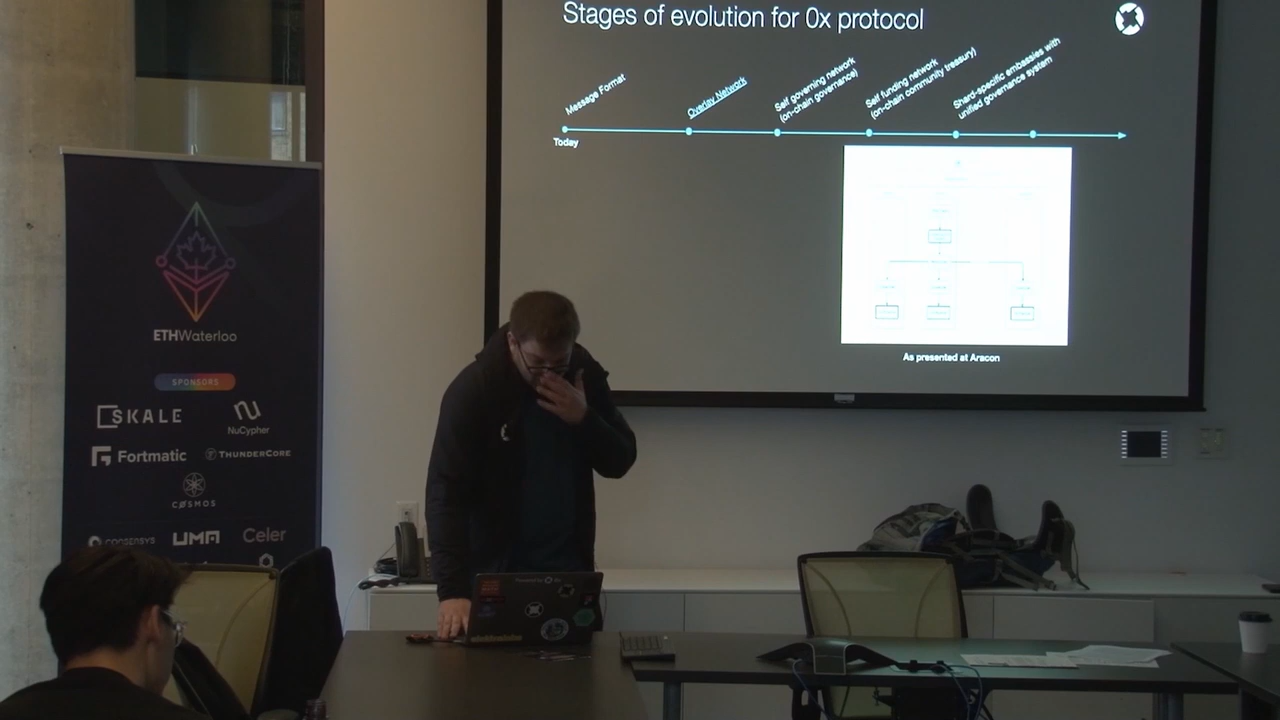 Stages of evolution for 0x protocol
Message Format
Overlay Network
Self governing network
(on-chain governance)
Self funding network
(on-chain community treasury)
Shard-specific embassies with
unified governance system
Today
As presented at Aracon
ETHWaterloo
SPONSORS
SKALE
NuCypher
Fortmatic
THUNDERCORE
COSMOS
CONSENSYS
UMA
Celer